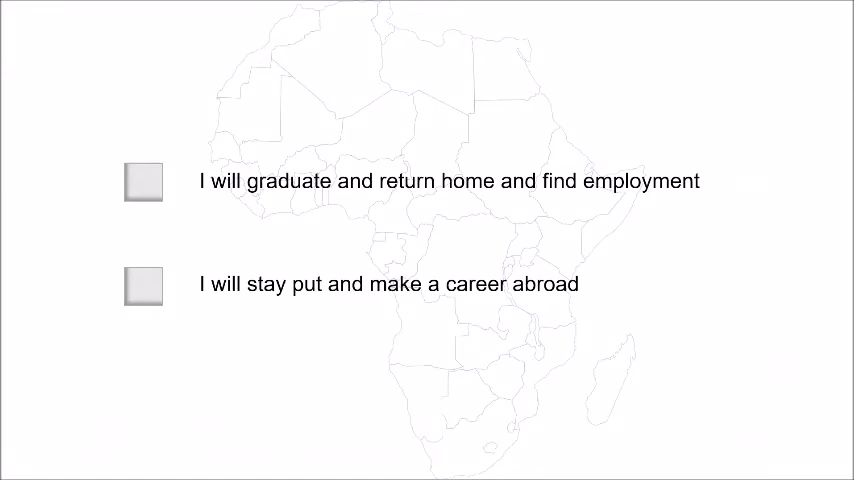 I will graduate and return home and find employment
I will stay put and make a career abroad